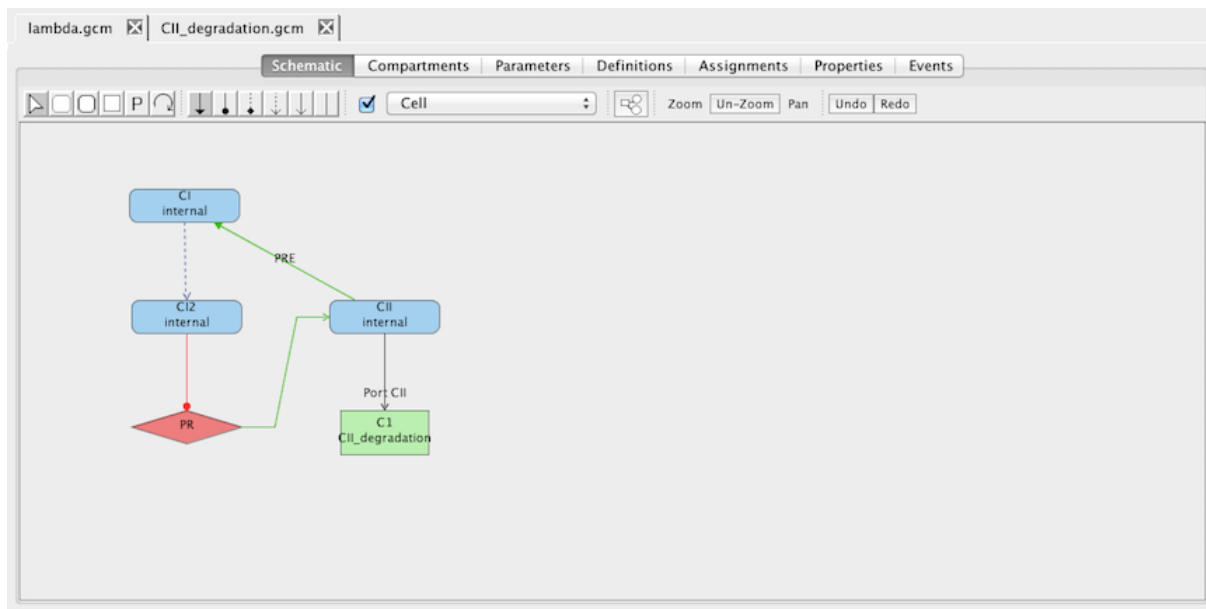 lambda.gcm CII_degradation.gcm
Schematic Compartments Parameters Definitions Assignments Properties Events
P Cell Zoom Un-Zoom Pan Undo Redo
CI
internal
PRE
CI2
internal
CII
internal
Port CII
PR
C1
CII_degradation